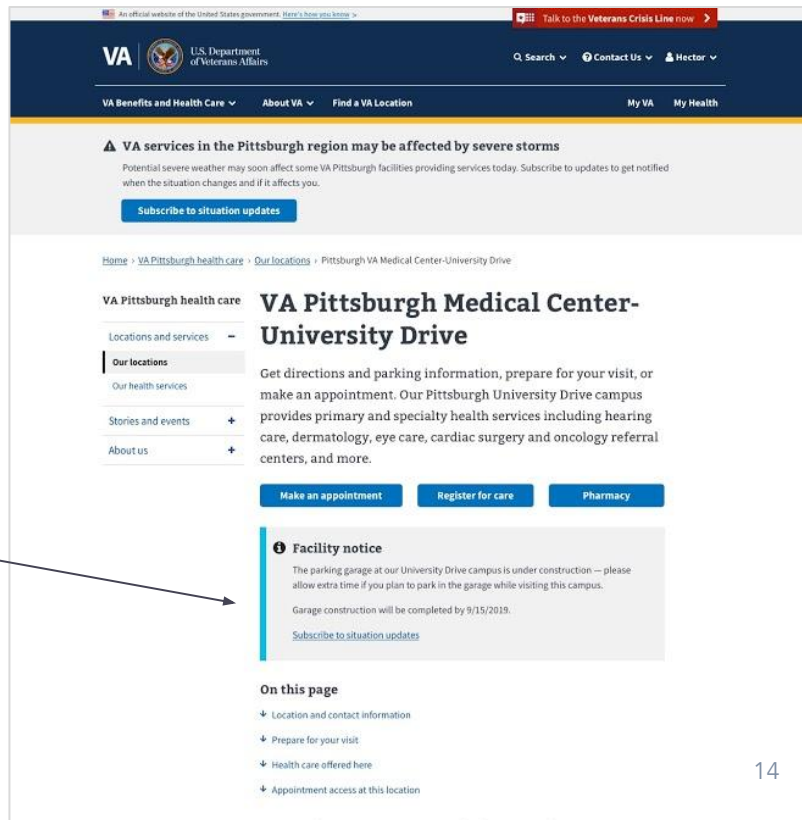 An official website of the United States government. Here's how you know
Talk to the Veterans Crisis Line now
VA
U.S. Department
of Veterans Affairs
Search
Contact Us
Hector
VA Benefits and Health Care
About VA
Find a VA Location
My VA
My Health
VA services in the Pittsburgh region may be affected by severe storms
Potential severe weather may soon affect some VA Pittsburgh facilities providing services today. Subscribe to updates to get notified
when the situation changes and if it affects you.
Subscribe to situation updates
Home › VA Pittsburgh health care › Our locations › Pittsburgh VA Medical Center-University Drive
VA Pittsburgh health care
Locations and services −
Our locations
Our health services
Stories and events +
About us +
VA Pittsburgh Medical Center-
University Drive
Get directions and parking information, prepare for your visit, or
make an appointment. Our Pittsburgh University Drive campus
provides primary and specialty health services including hearing
care, dermatology, eye care, cardiac surgery and oncology referral
centers, and more.
Make an appointment
Register for care
Pharmacy
Facility notice
The parking garage at our University Drive campus is under construction — please
allow extra time if you plan to park in the garage while visiting this campus.
Garage construction will be completed by 9/15/2019.
Subscribe to situation updates
On this page
Location and contact information
Prepare for your visit
Health care offered here
Appointment access at this location
14